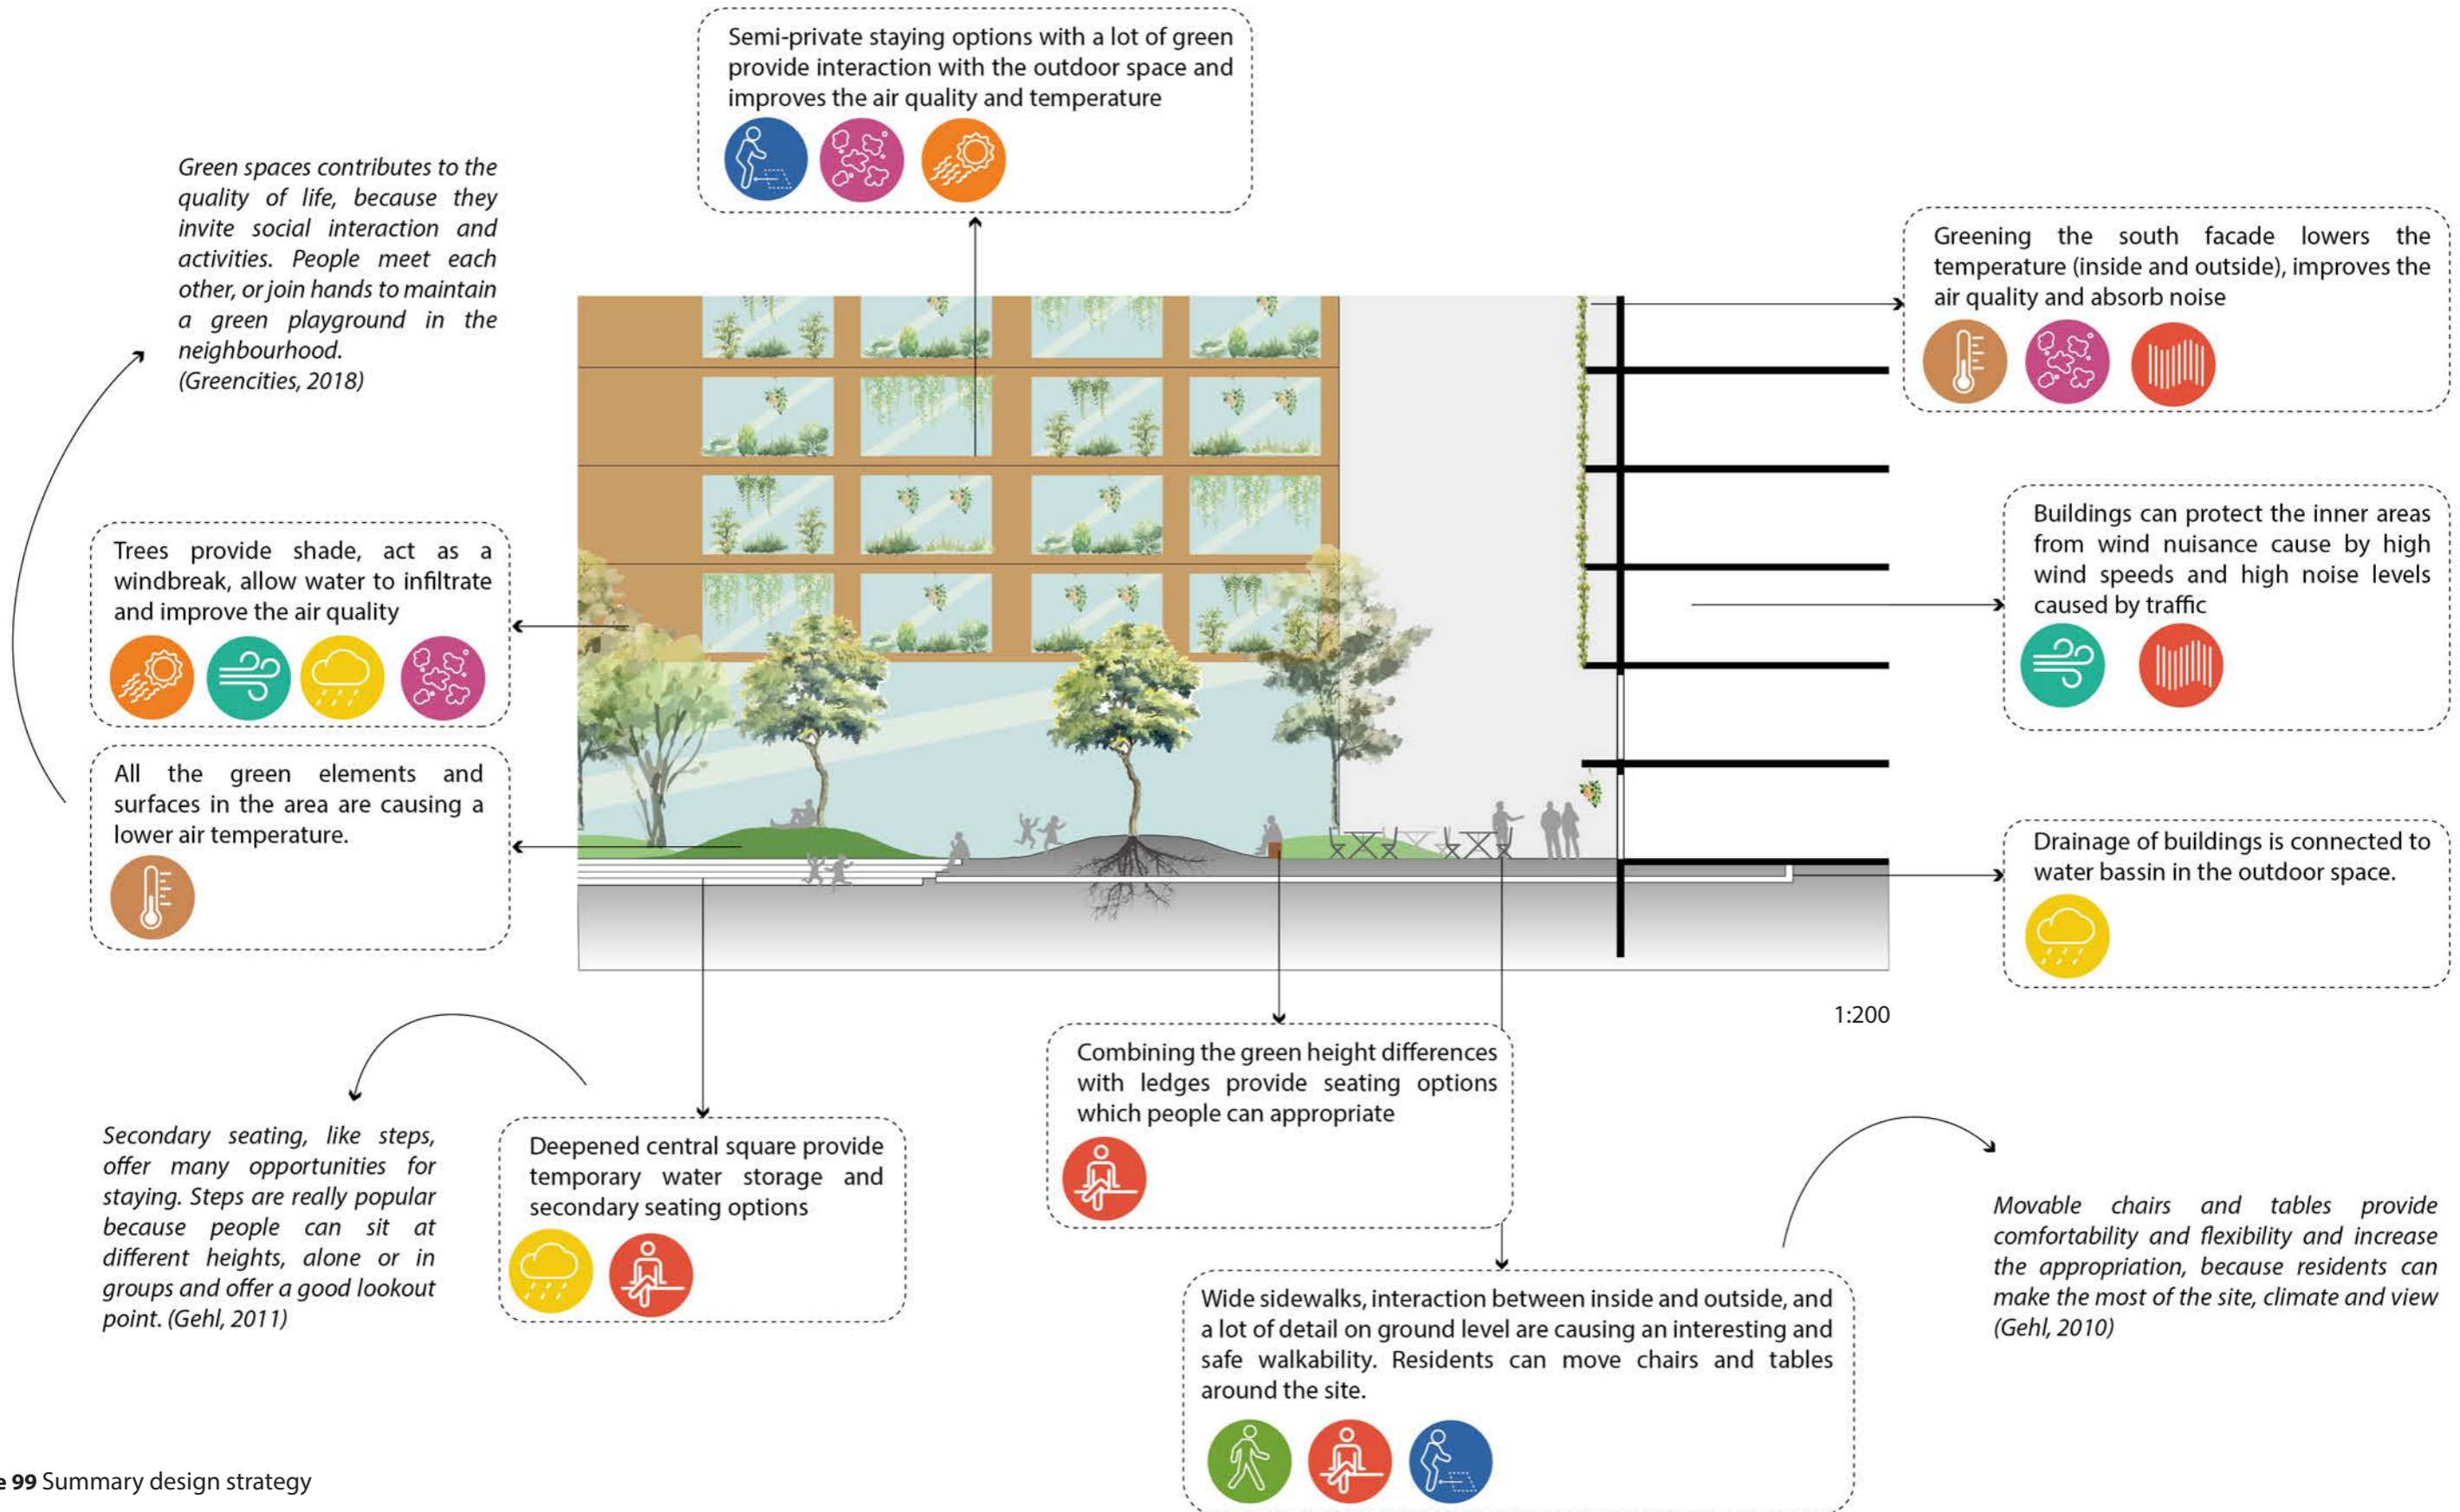 Semi-private staying options with a lot of green
provide interaction with the outdoor space and
improves the air quality and temperature
Green spaces contributes to the
quality of life, because they
invite social interaction and
activities. People meet each
other, or join hands to maintain
a green playground in the
neighbourhood.
(Greencities, 2018)
Greening the south facade lowers the
temperature (inside and outside), improves the
air quality and absorb noise
Trees provide shade, act as a
windbreak, allow water to infiltrate
and improve the air quality
Buildings can protect the inner areas
from wind nuisance cause by high
wind speeds and high noise levels
caused by traffic
All the green elements and
surfaces in the area are causing a
lower air temperature.
Drainage of buildings is connected to
water bassin in the outdoor space.
1:200
Combining the green height differences
with ledges provide seating options
which people can appropriate
Secondary seating, like steps,
offer many opportunities for
staying. Steps are really popular
because people can sit at
different heights, alone or in
groups and offer a good lookout
point. (Gehl, 2011)
Deepened central square provide
temporary water storage and
secondary seating options
Movable chairs and tables provide
comfortability and flexibility and increase
the appropriation, because residents can
make the most of the site, climate and view
(Gehl, 2010)
Wide sidewalks, interaction between inside and outside, and
a lot of detail on ground level are causing an interesting and
safe walkability. Residents can move chairs and tables
around the site.
e 99 Summary design strategy